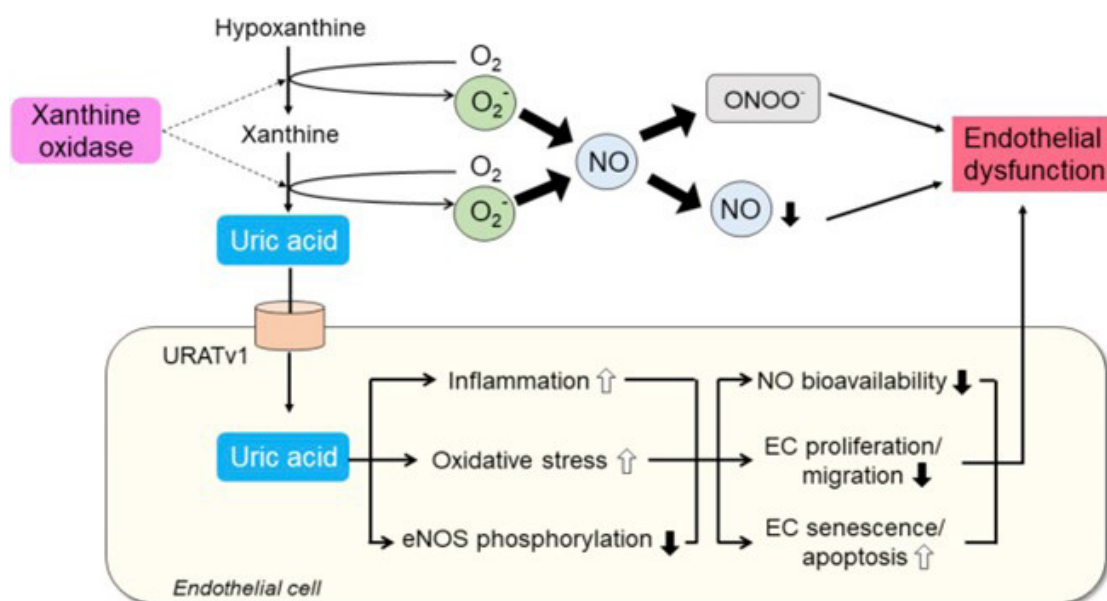 Hypoxanthine
O₂
O₂⁻
ONOO⁻
Xanthine
oxidase
Xanthine
NO
Endothelial
dysfunction
O₂
O₂⁻
NO
Uric acid
URATv1
Inflammation
NO bioavailability
Uric acid
Oxidative stress
EC proliferation/
migration
eNOS phosphorylation
EC senescence/
apoptosis
Endothelial cell